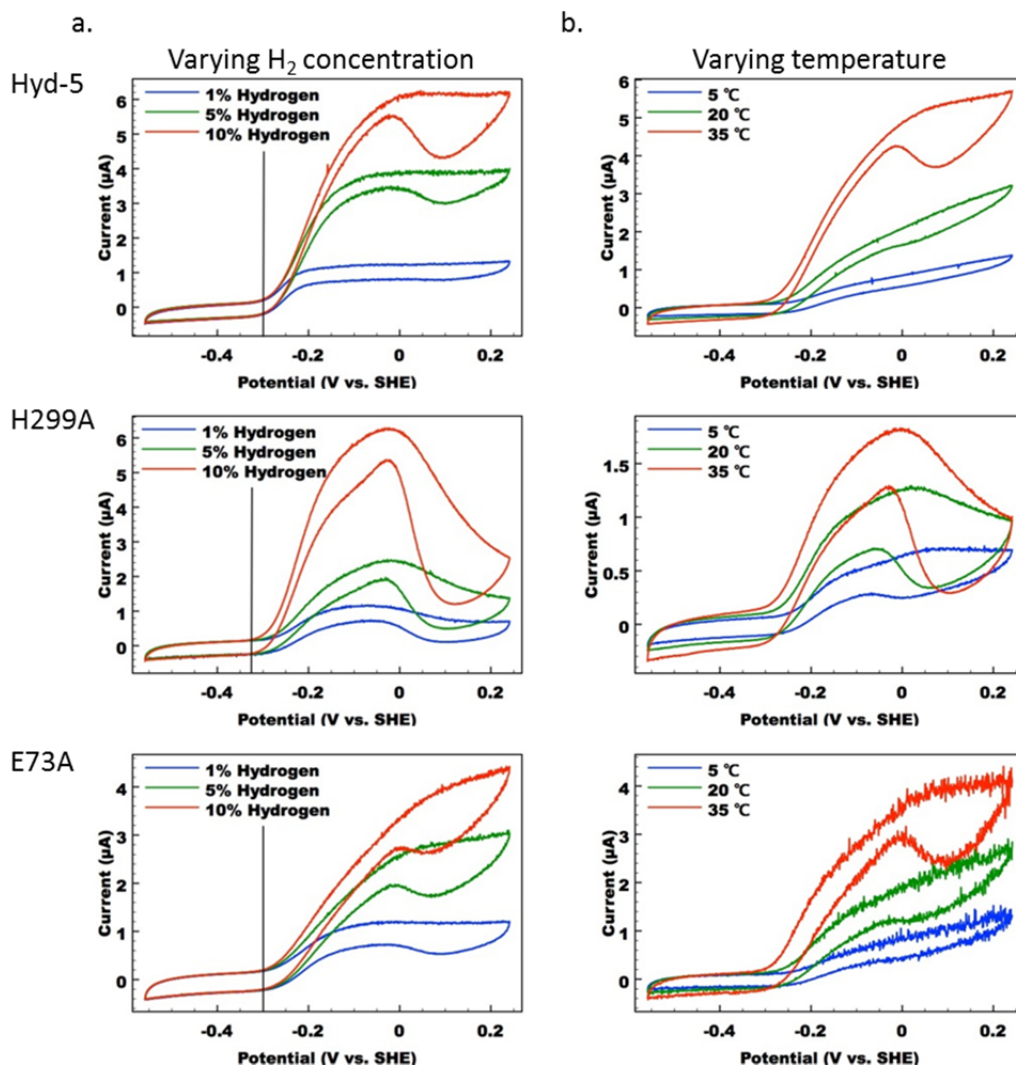 a.
b.
Varying H₂ concentration
Varying temperature
Hyd-5
1% Hydrogen
5% Hydrogen
10% Hydrogen
Current (μA)
6
5
4
3
2
1
0
-0.4
-0.2
0
0.2
Potential (V vs. SHE)
5 ℃
20 ℃
35 ℃
Current (μA)
6
5
4
3
2
1
0
-0.4
-0.2
0
0.2
Potential (V vs. SHE)
H299A
1% Hydrogen
5% Hydrogen
10% Hydrogen
Current (μA)
6
5
4
3
2
1
0
-0.4
-0.2
0
0.2
Potential (V vs. SHE)
5 ℃
20 ℃
35 ℃
Current (μA)
1.5
1
0.5
0
-0.4
-0.2
0
0.2
Potential (V vs. SHE)
E73A
1% Hydrogen
5% Hydrogen
10% Hydrogen
Current (μA)
4
3
2
1
0
-0.4
-0.2
0
0.2
Potential (V vs. SHE)
5 ℃
20 ℃
35 ℃
Current (μA)
4
3
2
1
0
-0.4
-0.2
0
0.2
Potential (V vs. SHE)